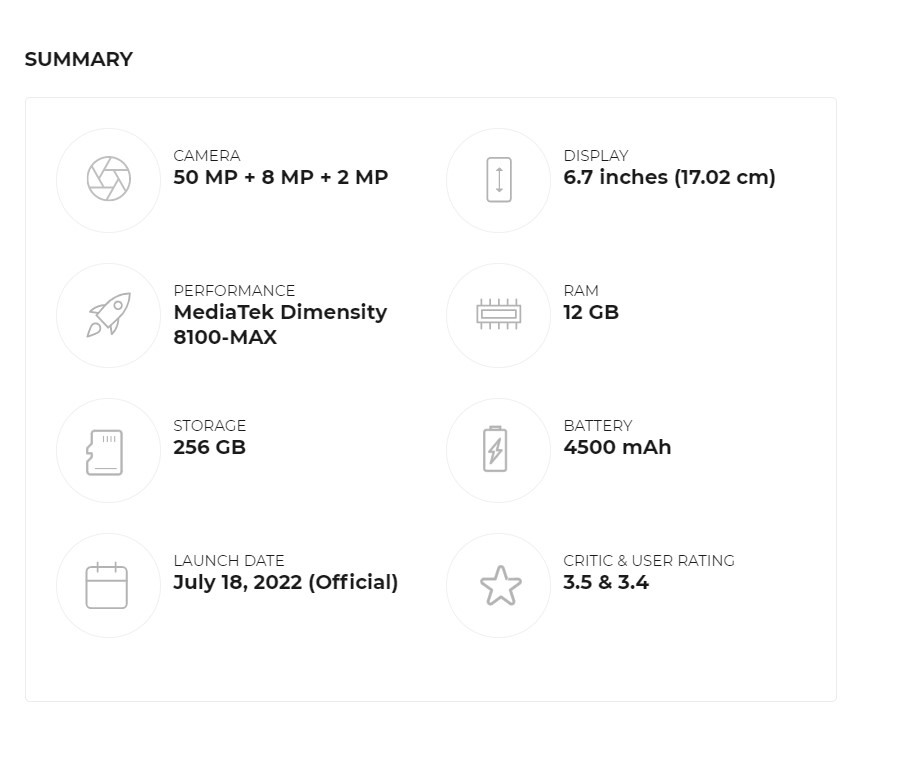 SUMMARY
CAMERA
50 MP + 8 MP + 2 MP
DISPLAY
6.7 inches (17.02 cm)
PERFORMANCE
MediaTek Dimensity
8100-MAX
RAM
12 GB
STORAGE
256 GB
BATTERY
4500 mAh
LAUNCH DATE
July 18, 2022 (Official)
CRITIC & USER RATING
3.5 & 3.4